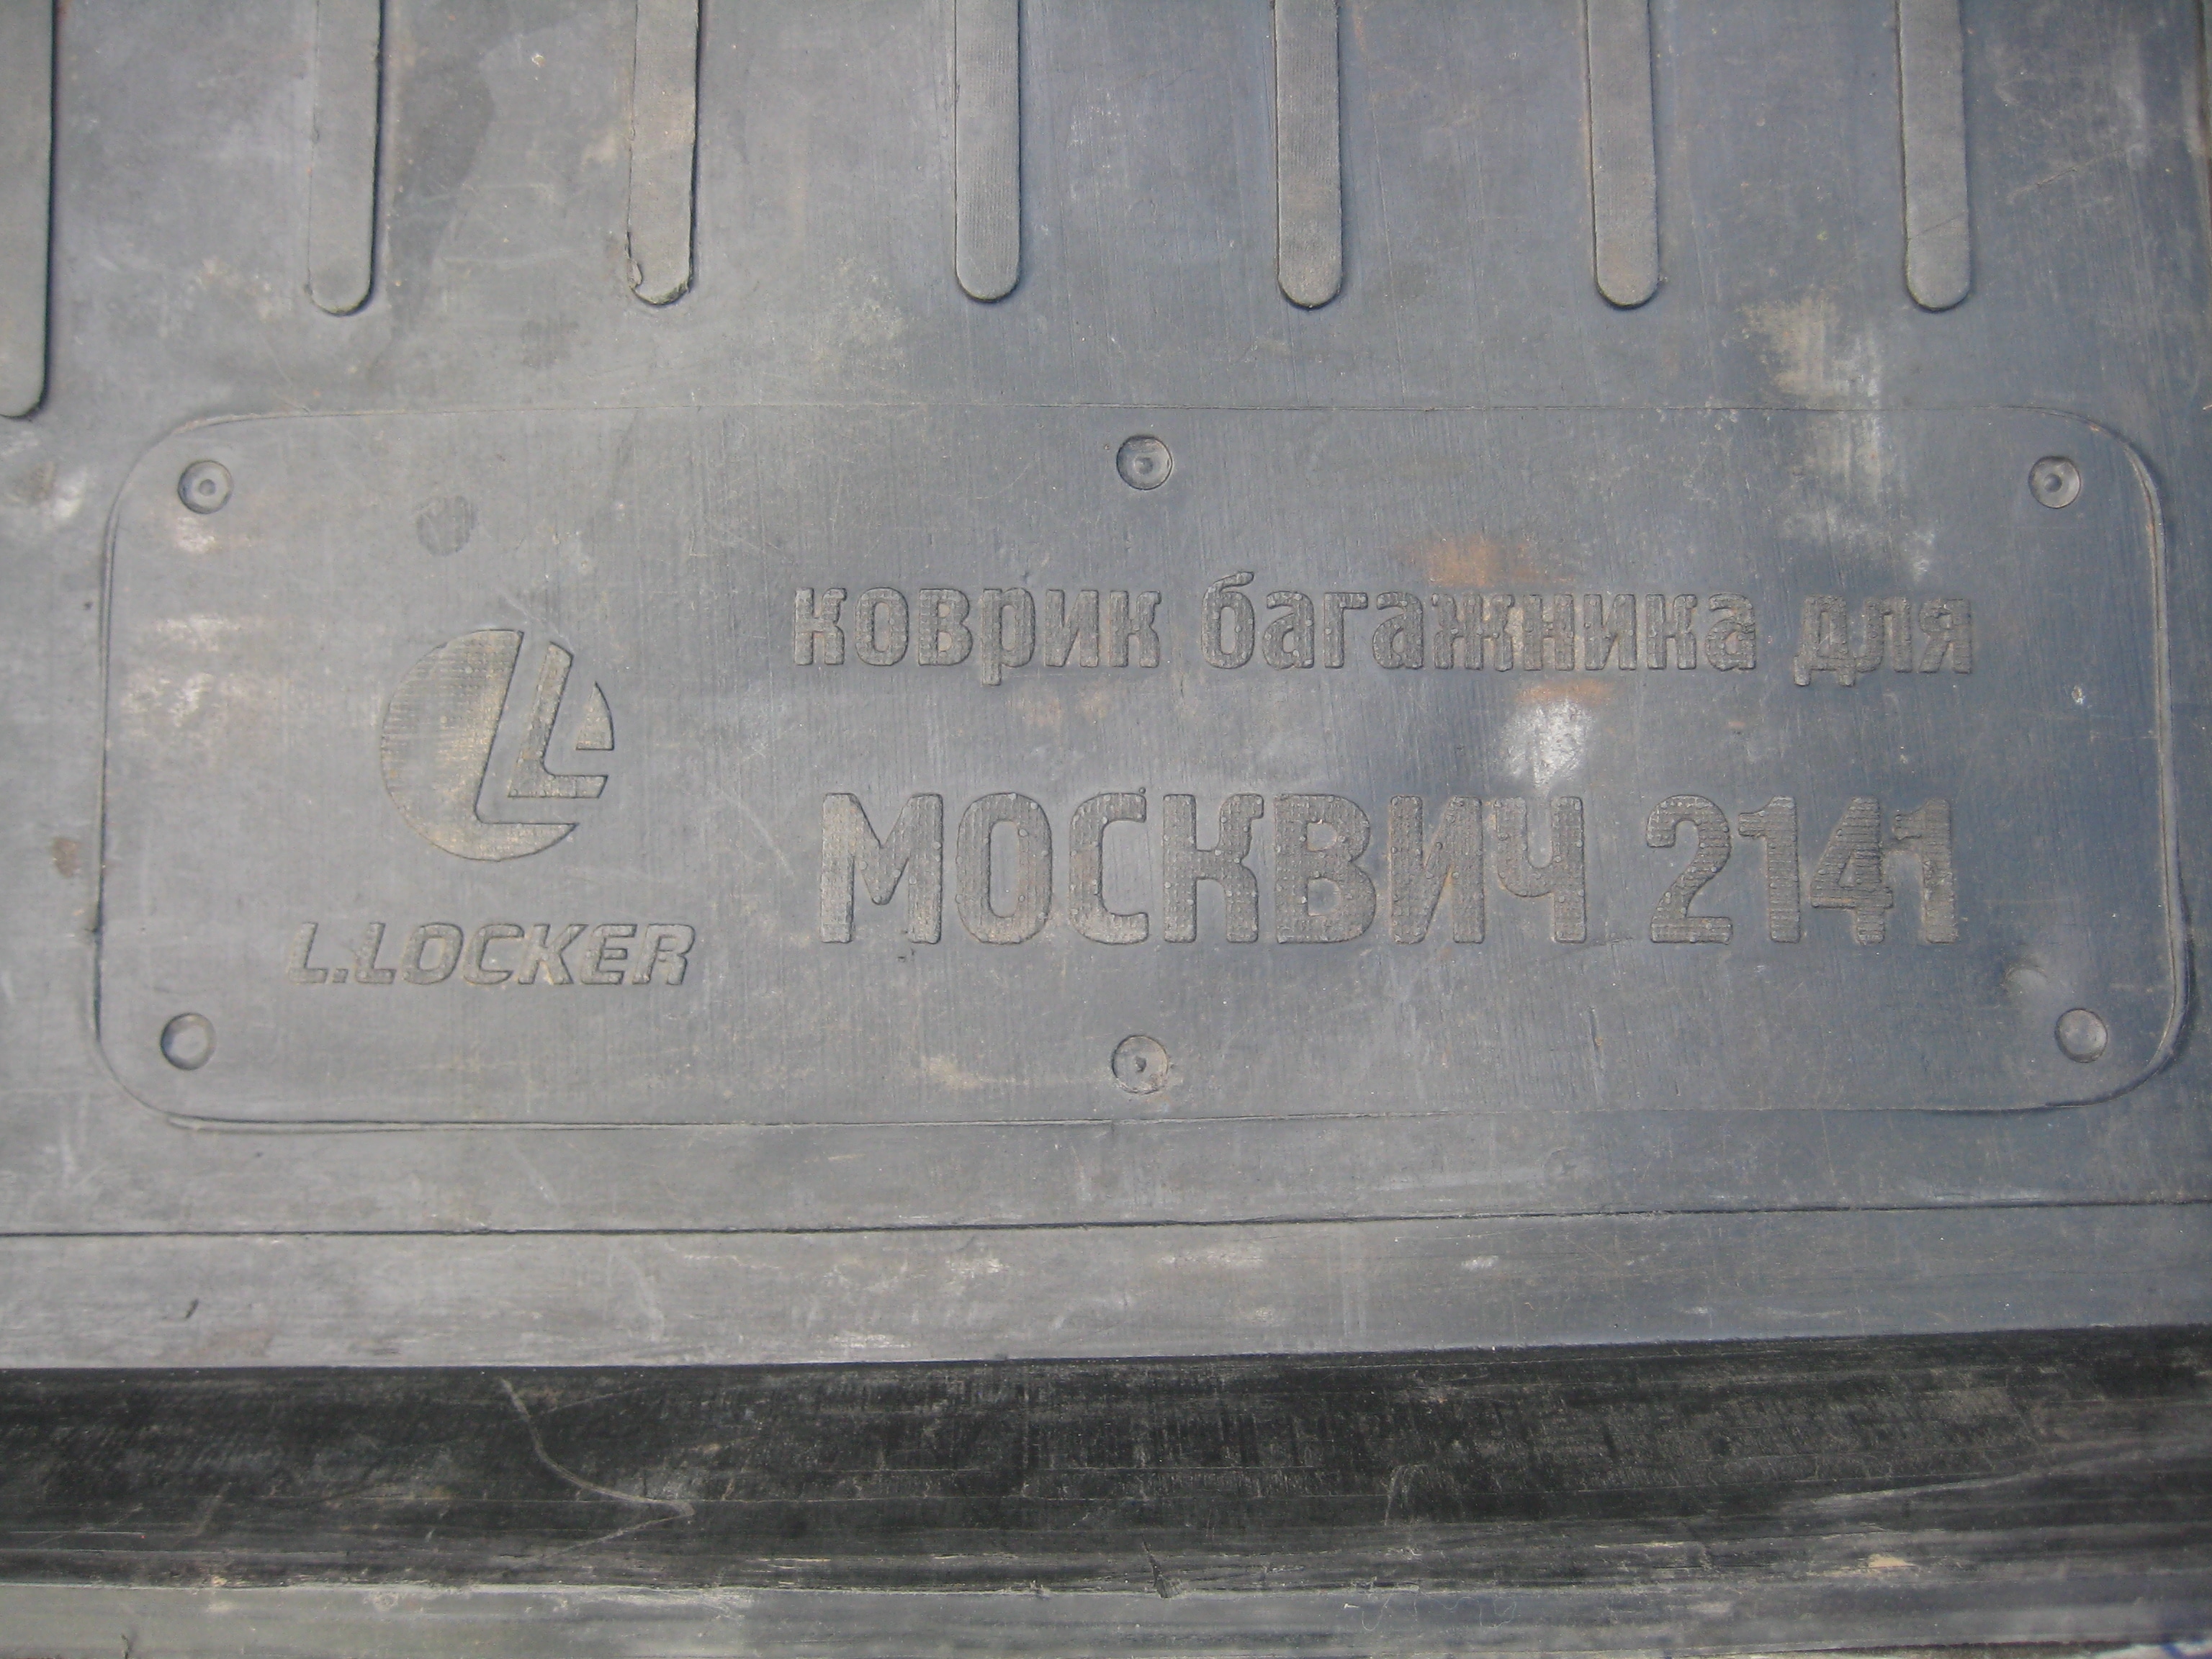 коврик багажника для
МОСКВИЧ 2141
L.LOCKER